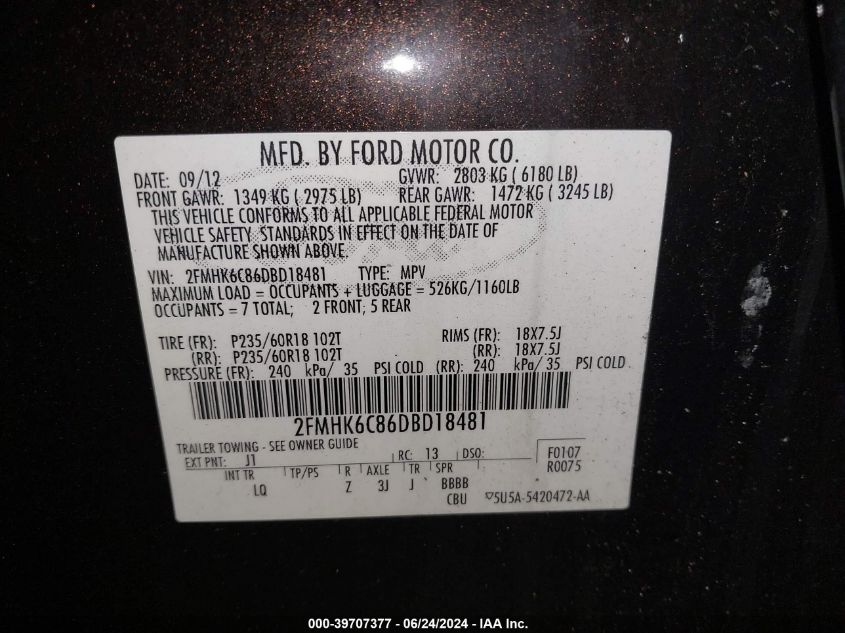 MFD. BY FORD MOTOR CO.
DATE: 09/12 GVWR: 2803 KG ( 6180 LB)
FRONT GAWR: 1349 KG ( 2975 LB) REAR GAWR: 1472 KG ( 3245 LB)
THIS VEHICLE CONFORMS TO ALL APPLICABLE FEDERAL MOTOR
VEHICLE SAFETY STANDARDS IN EFFECT ON THE DATE OF
MANUFACTURE SHOWN ABOVE.
VIN: 2FMHK6C86DBD18481 TYPE: MPV
MAXIMUM LOAD = OCCUPANTS + LUGGAGE = 526KG/1160LB
OCCUPANTS = 7 TOTAL; 2 FRONT; 5 REAR
TIRE (FR): P235/60R18 102T RIMS (FR): 18X7.5J
(RR): P235/60R18 102T (RR): 18X7.5J
PRESSURE (FR): 240 kPa/ 35 PSI COLD (RR): 240 kPa/ 35 PSI COLD
2FMHK6C86DBD18481
TRAILER TOWING - SEE OWNER GUIDE
EXT PNT: J1 RC: 13 DSO: F0107
R0075
INT TR TP/PS R AXLE TR SPR
LQ Z 3J J BBBB
CBU 5U5A-5420472-AA
000-39707377 - 06/24/2024 - IAA Inc.